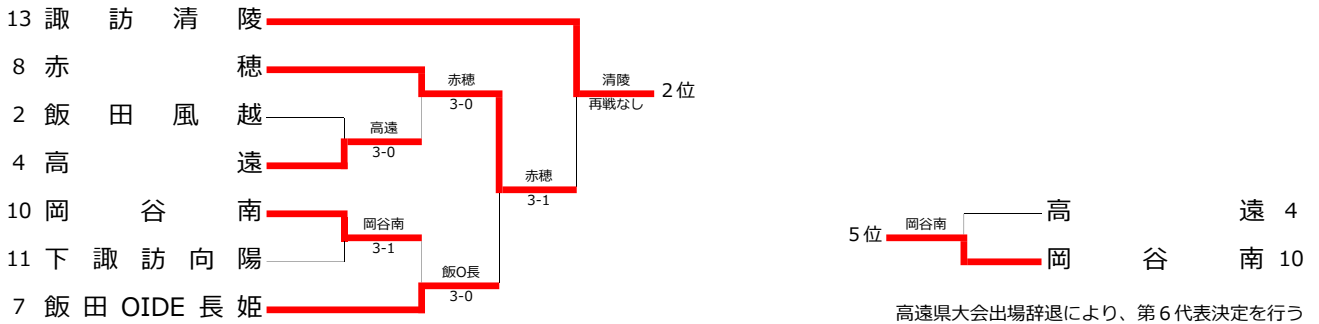 13 諏訪清陵
8 赤穂
赤穂
3-0
清陵
再戦なし
2位
2 飯田風越
高遠
3-0
4 高遠
赤穂
3-1
10 岡谷南
岡谷南
3-1
11 下諏訪向陽
飯O長
3-0
7 飯田OIDE長姫
5位
岡谷南
高遠 4
岡谷南 10
高遠県大会出場辞退により、第6代表決定を行う